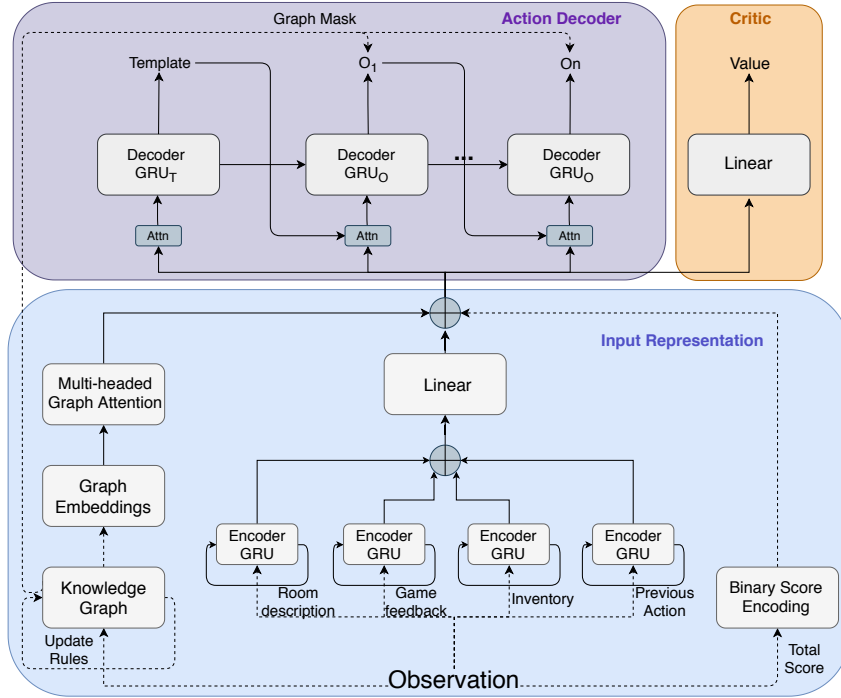 Graph Mask
Action Decoder
Critic
Template
O1
On
Value
Decoder
GRUT
Decoder
GRUO
...
Decoder
GRUO
Linear
Attn
Attn
Attn
Input Representation
Multi-headed
Graph Attention
Linear
Graph
Embeddings
Encoder
GRU
Encoder
GRU
Encoder
GRU
Encoder
GRU
Knowledge
Graph
Room
description
Game
feedback
Inventory
Previous
Action
Binary Score
Encoding
Update
Rules
Observation
Total
Score